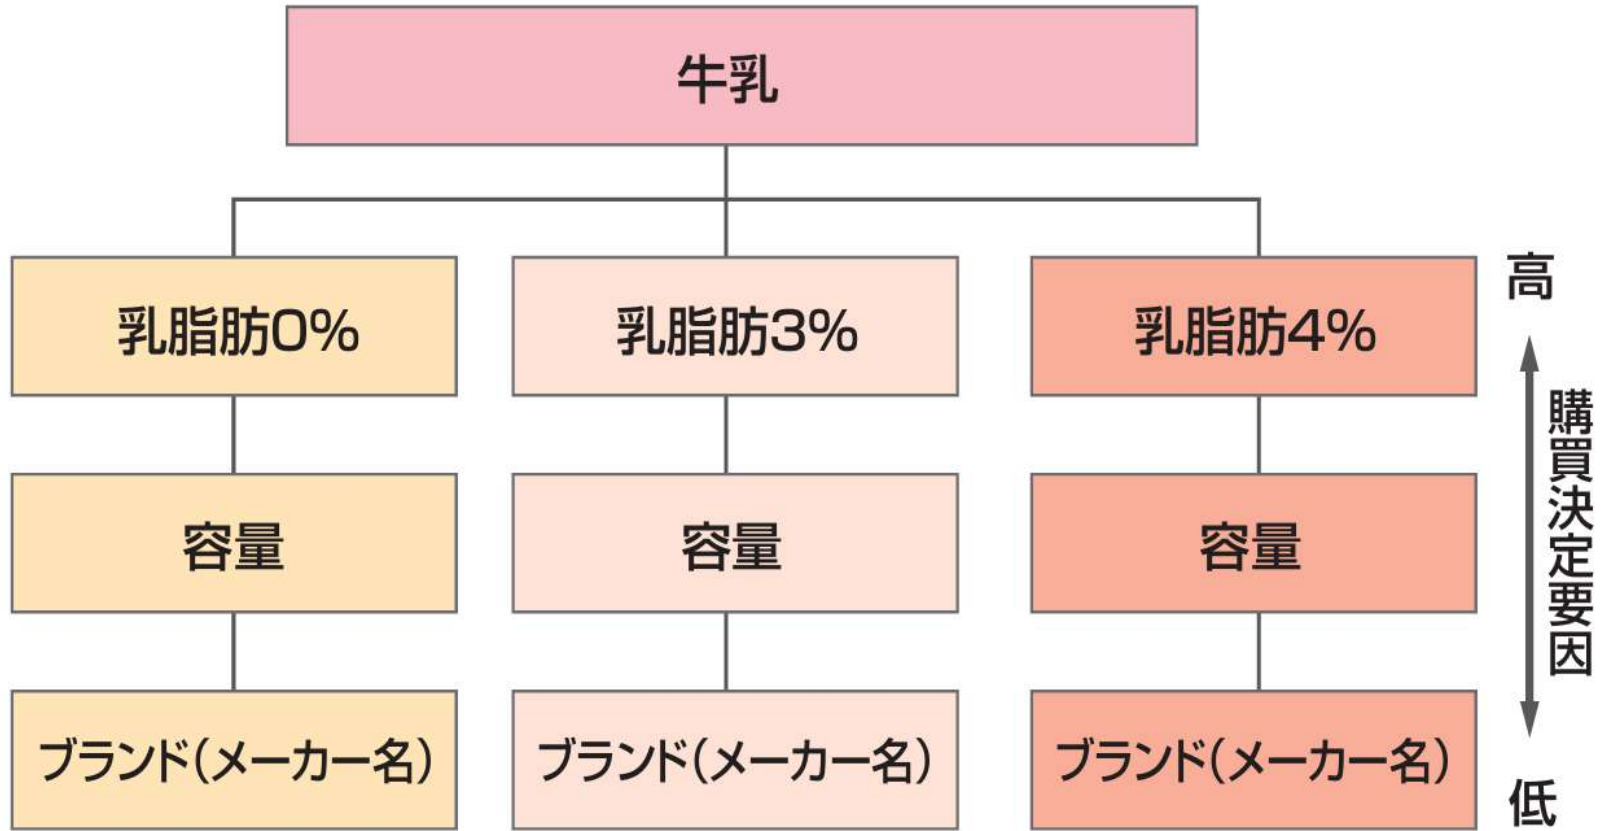 牛乳
乳脂肪0%
乳脂肪3%
乳脂肪4%
高
容量
容量
容量
購買決定要因
ブランド(メーカー名)
ブランド(メーカー名)
ブランド(メーカー名)
低